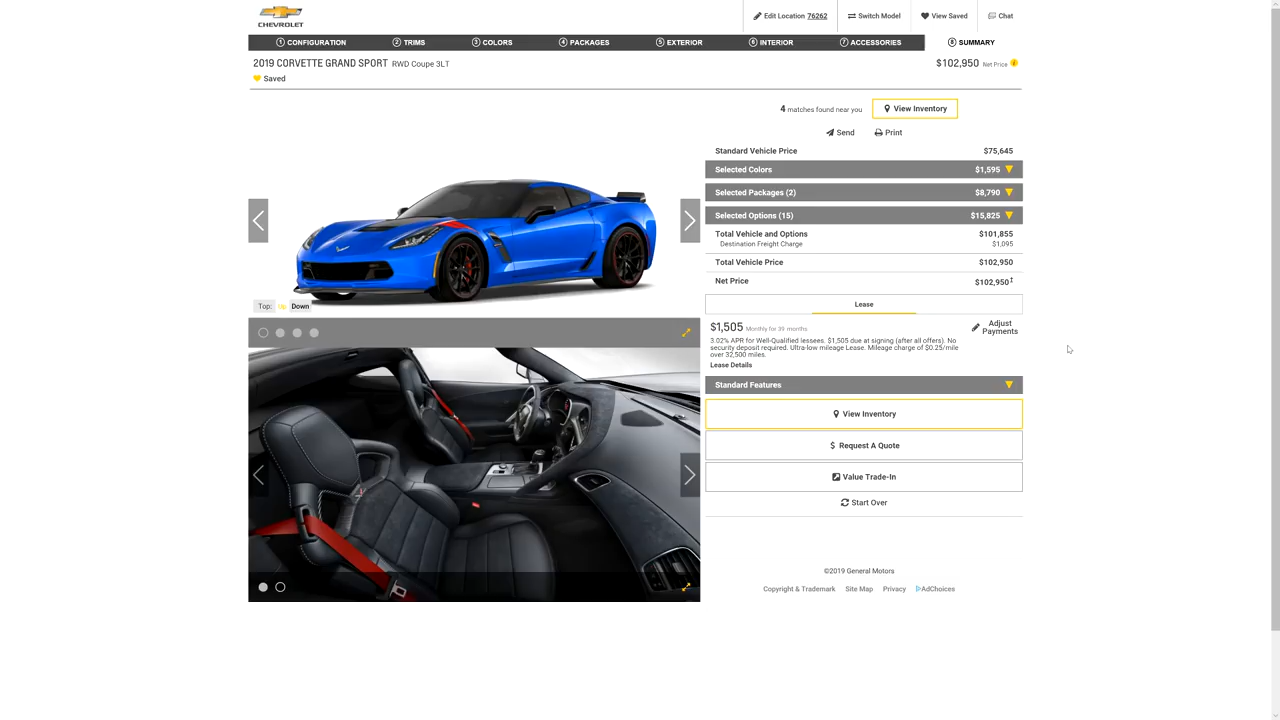 CHEVROLET
Edit Location 76262
Switch Model
View Saved
Chat
1 CONFIGURATION
2 TRIMS
3 COLORS
4 PACKAGES
5 EXTERIOR
6 INTERIOR
7 ACCESSORIES
8 SUMMARY
2019 CORVETTE GRAND SPORT RWD Coupe 3LT
$102,950 Net Price
Saved
4 matches found near you
View Inventory
Send
Print
Standard Vehicle Price $75,645
Selected Colors $1,595
Selected Packages (2) $8,790
Selected Options (15) $15,825
Total Vehicle and Options $101,855
Destination Freight Charge $1,095
Total Vehicle Price $102,950
Net Price $102,950‡
Top: Up Down
Lease
$1,505 Monthly for 39 months
Adjust
Payments
3.02% APR for Well-Qualified lessees. $1,505 due at signing (after all offers). No
security deposit required. Ultra-low mileage Lease. Mileage charge of $0.25/mile
over 32,500 miles.
Lease Details
Standard Features
View Inventory
$ Request A Quote
Value Trade-In
Start Over
©2019 General Motors
Copyright & Trademark
Site Map
Privacy
AdChoices